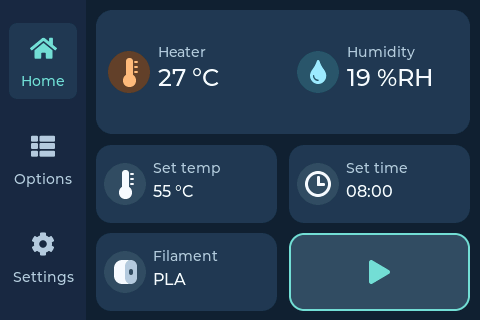 Home
Options
Settings
Heater
27 °C
Humidity
19 %RH
Set temp
55 °C
Set time
08:00
Filament
PLA